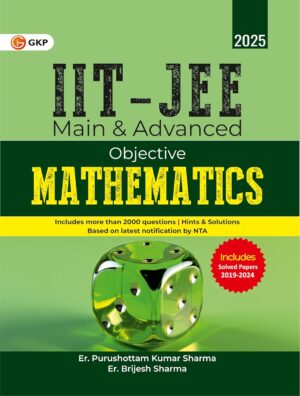 GKP
2025
IIT-JEE
Main & Advanced
Objective
MATHEMATICS
Includes more than 2000 questions | Hints & Solutions
Based on latest notification by NTA
Includes
Solved Papers
2019-2024
Er. Purushottam Kumar Sharma
Er. Brijesh Sharma